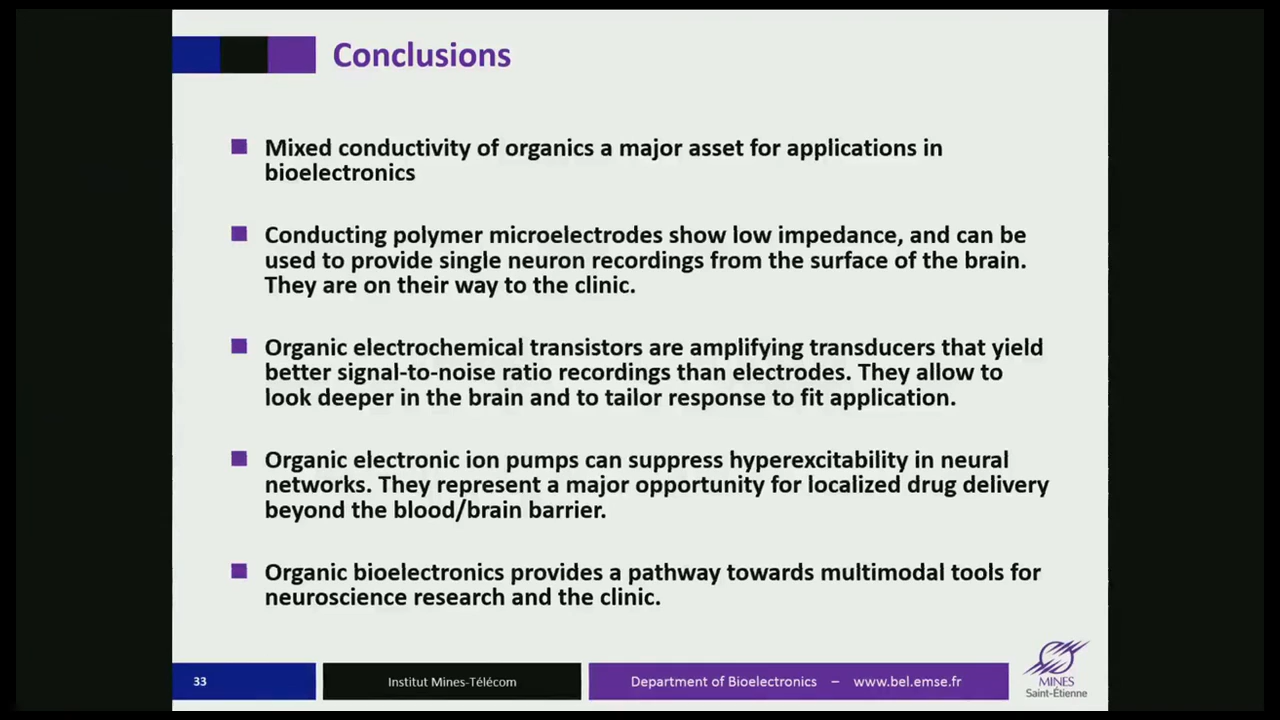 Conclusions
Mixed conductivity of organics a major asset for applications in
bioelectronics
Conducting polymer microelectrodes show low impedance, and can be
used to provide single neuron recordings from the surface of the brain.
They are on their way to the clinic.
Organic electrochemical transistors are amplifying transducers that yield
better signal-to-noise ratio recordings than electrodes. They allow to
look deeper in the brain and to tailor response to fit application.
Organic electronic ion pumps can suppress hyperexcitability in neural
networks. They represent a major opportunity for localized drug delivery
beyond the blood/brain barrier.
Organic bioelectronics provides a pathway towards multimodal tools for
neuroscience research and the clinic.
33
Institut Mines-Télécom
Department of Bioelectronics – www.bel.emse.fr
MINES
Saint-Étienne